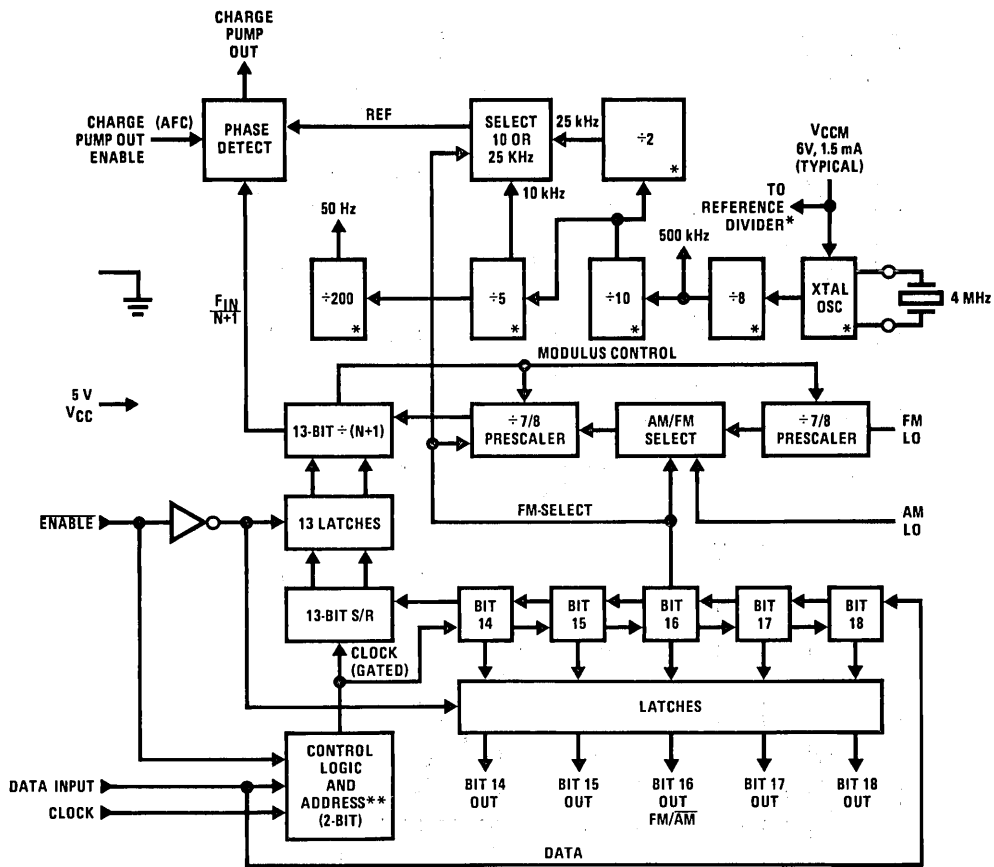 CHARGE
PUMP
OUT
CHARGE (AFC)
PUMP OUT
ENABLE
PHASE
DETECT
REF
SELECT
10 OR
25 KHz
25 kHz
÷2
*
VCCM
6V, 1.5 mA
(TYPICAL)
TO
REFERENCE
DIVIDER*
10 kHz
50 Hz
500 kHz
÷200
*
÷5
*
÷10
*
÷8
*
XTAL
OSC
*
4 MHz
FIN
N+1
MODULUS CONTROL
5 V
VCC
13-BIT ÷ (N+1)
÷ 7/8
PRESCALER
AM/FM
SELECT
÷ 7/8
PRESCALER
FM
LO
ENABLE
13 LATCHES
FM-SELECT
AM
LO
13-BIT S/R
BIT
14
BIT
15
BIT
16
BIT
17
BIT
18
CLOCK
(GATED)
LATCHES
CONTROL
LOGIC
AND
ADDRESS**
(2-BIT)
DATA INPUT
CLOCK
BIT 14
OUT
BIT 15
OUT
BIT 16
OUT
FM/AM
BIT 17
OUT
BIT 18
OUT
DATA